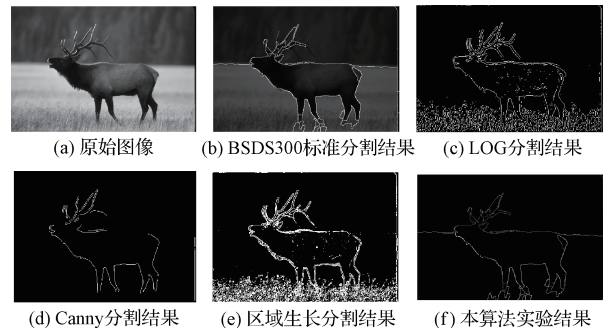 (a) 原始图像
(b) BSDS300标准分割结果
(c) LOG分割结果
(d) Canny分割结果
(e) 区域生长分割结果
(f) 本算法实验结果